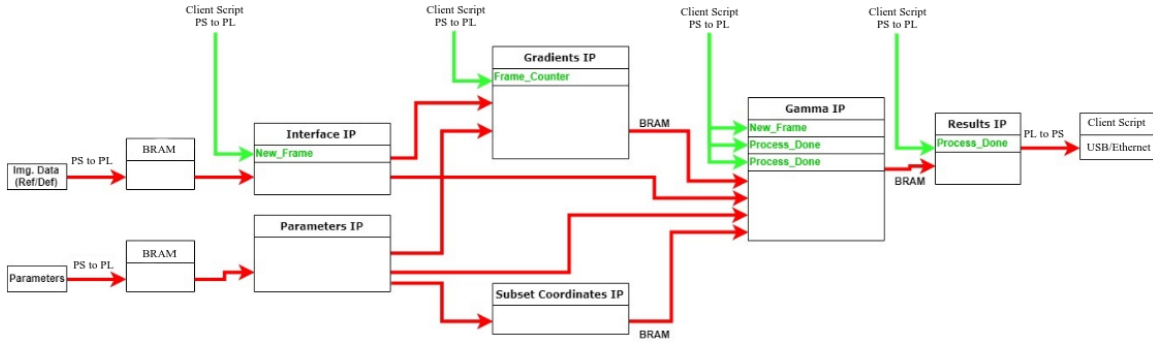 Client Script
PS to PL
Client Script
PS to PL
Client Script
PS to PL
Client Script
PS to PL
Gradients IP
Frame_Counter
BRAM
Gamma IP
New_Frame
Process_Done
Process_Done
Results IP
Process_Done
PL to PS
Client Script
USB/Ethernet
BRAM
Interface IP
New_Frame
BRAM
PS to PL
Img. Data
(Ref/Def)
Parameters IP
BRAM
PS to PL
Parameters
Subset Coordinates IP
BRAM